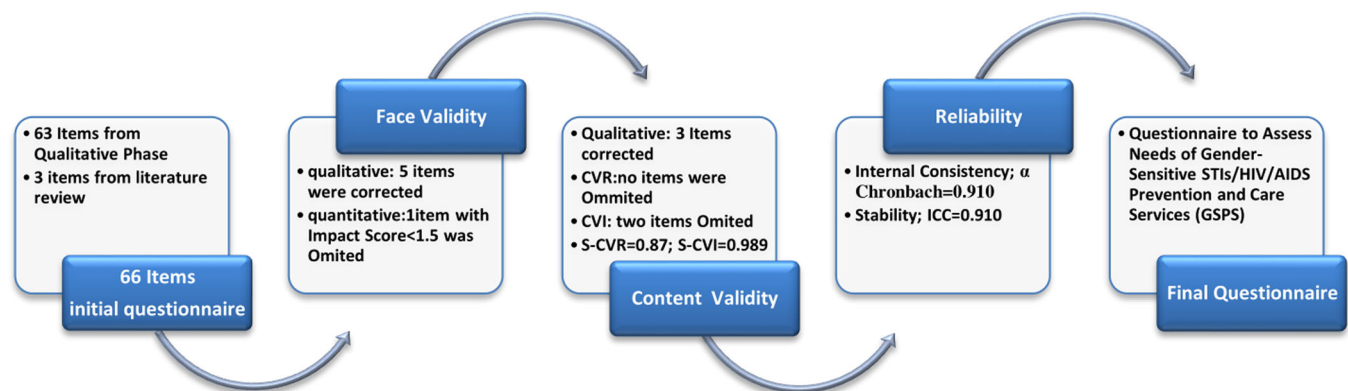 • 63 Items from
Qualitative Phase
• 3 items from literature
review
66 Items
initial questionnaire
Face Validity
• qualitative: 5 items
were corrected
• quantitative:1item with
Impact Score<1.5 was
Omited
• Qualitative: 3 Items
corrected
• CVR:no items were
Ommited
• CVI: two items Omited
• S-CVR=0.87; S-CVI=0.989
Content Validity
Reliability
• Internal Consistency; α
Chronbach=0.910
• Stability; ICC=0.910
• Questionnaire to Assess
Needs of Gender-
Sensitive STIs/HIV/AIDS
Prevention and Care
Services (GSPS)
Final Questionnaire